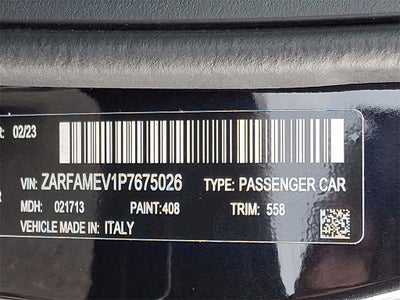 R: 02/23
VIN: ZARFAMEV1P7675026 TYPE: PASSENGER CAR
MDH: 021713 PAINT: 408 TRIM: 558
VEHICLE MADE IN: ITALY